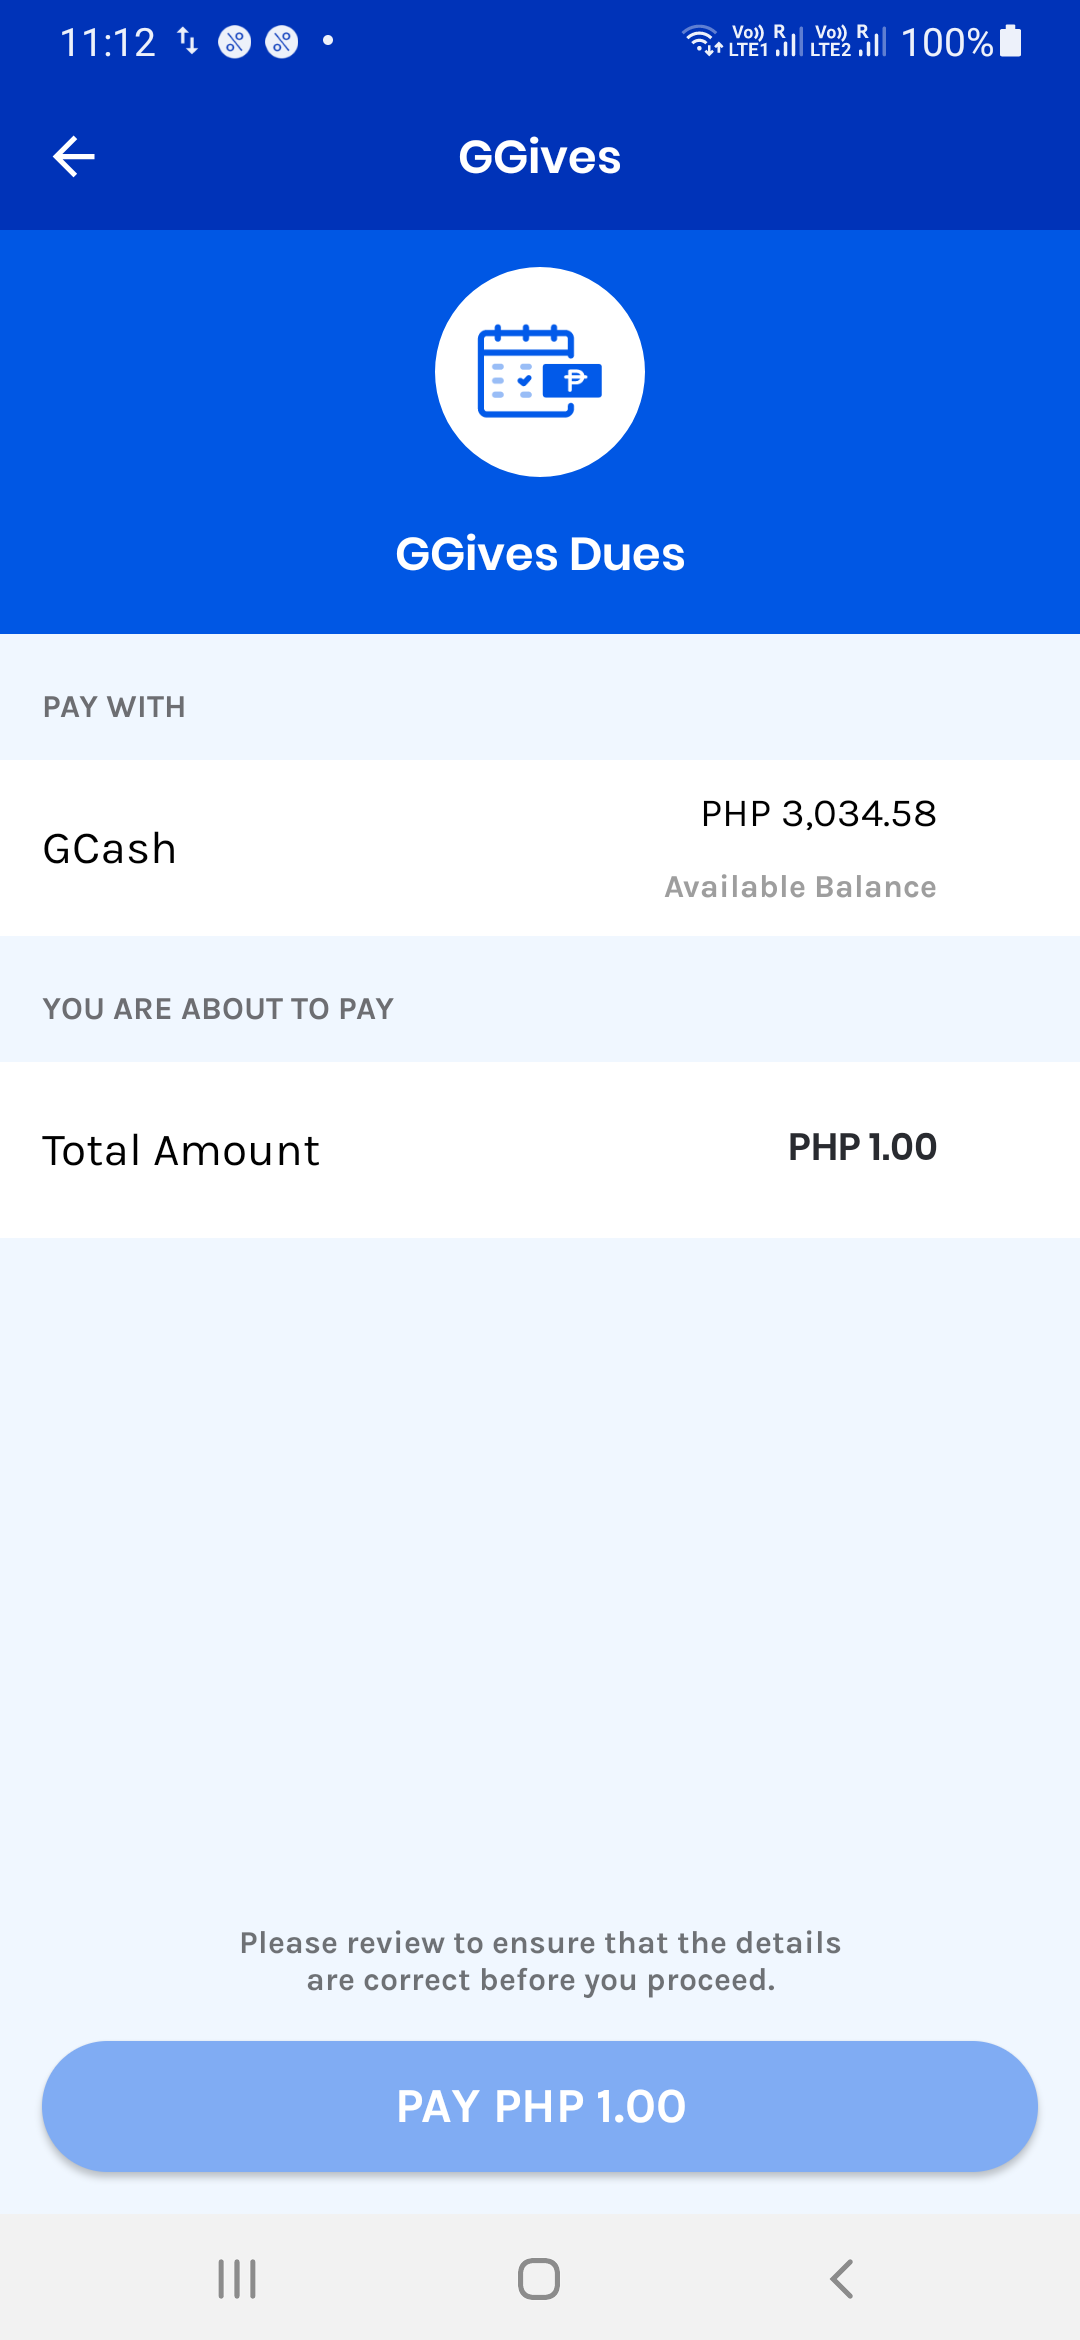 11:12
Vo)) R Vo)) R
LTE1 LTE2 100%
GGives
₱
GGives Dues
PAY WITH
PHP 3,034.58
GCash
Available Balance
YOU ARE ABOUT TO PAY
Total Amount PHP 1.00
Please review to ensure that the details
are correct before you proceed.
PAY PHP 1.00